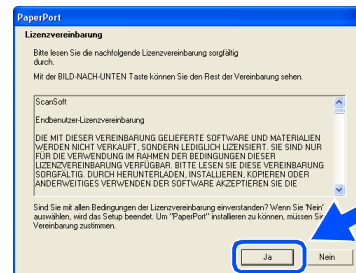 PaperPort
Lizenzvereinbarung
Bitte lesen Sie die nachfolgende Lizenzvereinbarung sorgfältig
durch.
Mit der BILD-NACH-UNTEN Taste können Sie den Rest der Vereinbarung sehen.
ScanSoft
Endbenutzer-Lizenzvereinbarung
DIE MIT DIESER VEREINBARUNG GELIEFERTE SOFTWARE UND MATERIALIEN
WERDEN NICHT VERKAUFT, SONDERN LEDIGLICH LIZENSIERT. SIE SIND NUR
FÜR DIE VERWENDUNG IM RAHMEN DER BEDINGUNGEN DIESER
LIZENZVEREINBARUNG VERFÜGBAR. BITTE LESEN SIE DIESE VEREINBARUNG
SORGFÄLTIG. DURCH HERUNTERLADEN, INSTALLIEREN, KOPIEREN ODER
ANDERWEITIGES VERWENDEN DER SOFTWARE AKZEPTIEREN SIE DIE
Sind Sie mit allen Bedingungen der Lizenzvereinbarung einverstanden? Wenn Sie 'Nein'
auswählen, wird das Setup beendet. Um "PaperPort" installieren zu können, müssen Sie
Vereinbarung zustimmen.
Ja Nein